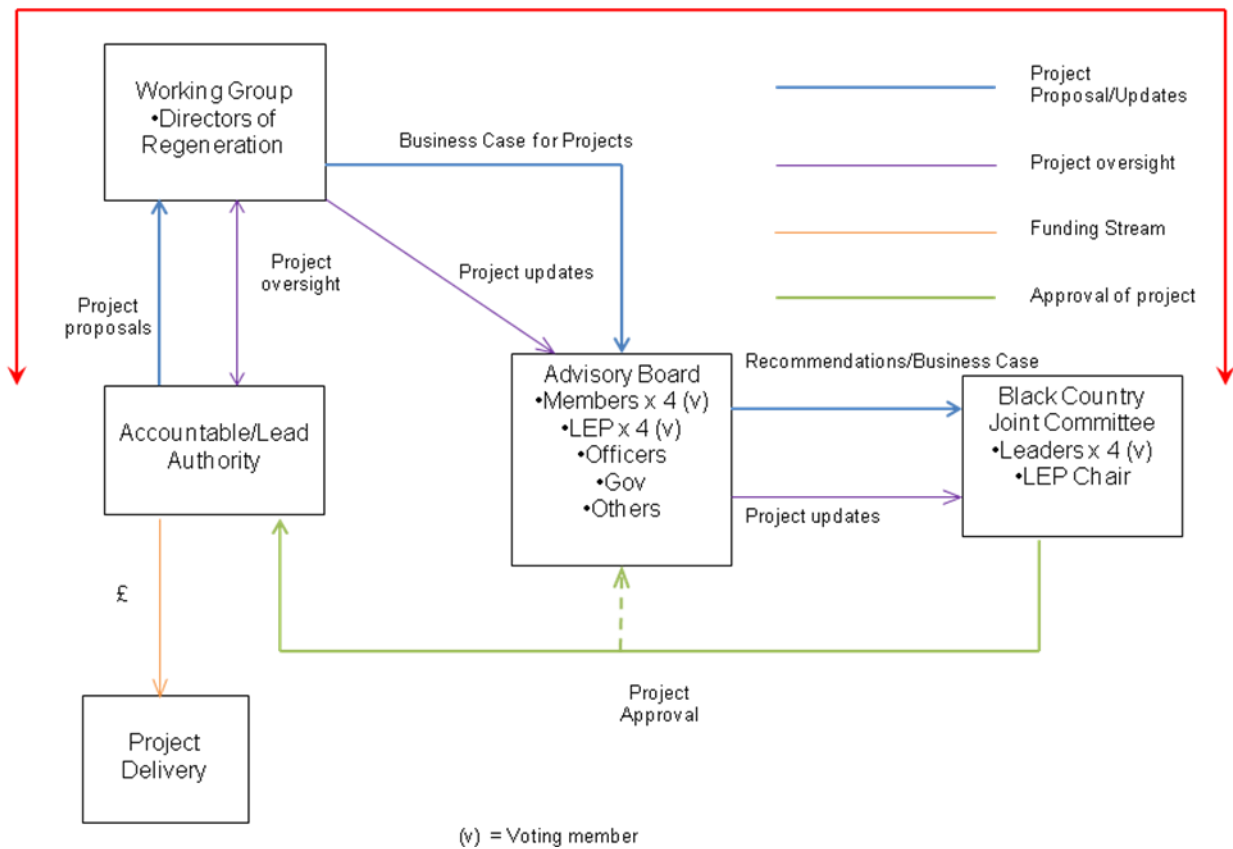 Working Group
•Directors of
Regeneration
Business Case for Projects
Project
Proposal/Updates
Project oversight
Funding Stream
Approval of project
Project
oversight
Project updates
Project
proposals
Accountable/Lead
Authority
Advisory Board
•Members x 4 (v)
•LEP x 4 (v)
•Officers
•Gov
•Others
Recommendations/Business Case
Project updates
Black Country
Joint Committee
•Leaders x 4 (v)
•LEP Chair
£
Project
Approval
Project
Delivery
(v) = Voting member